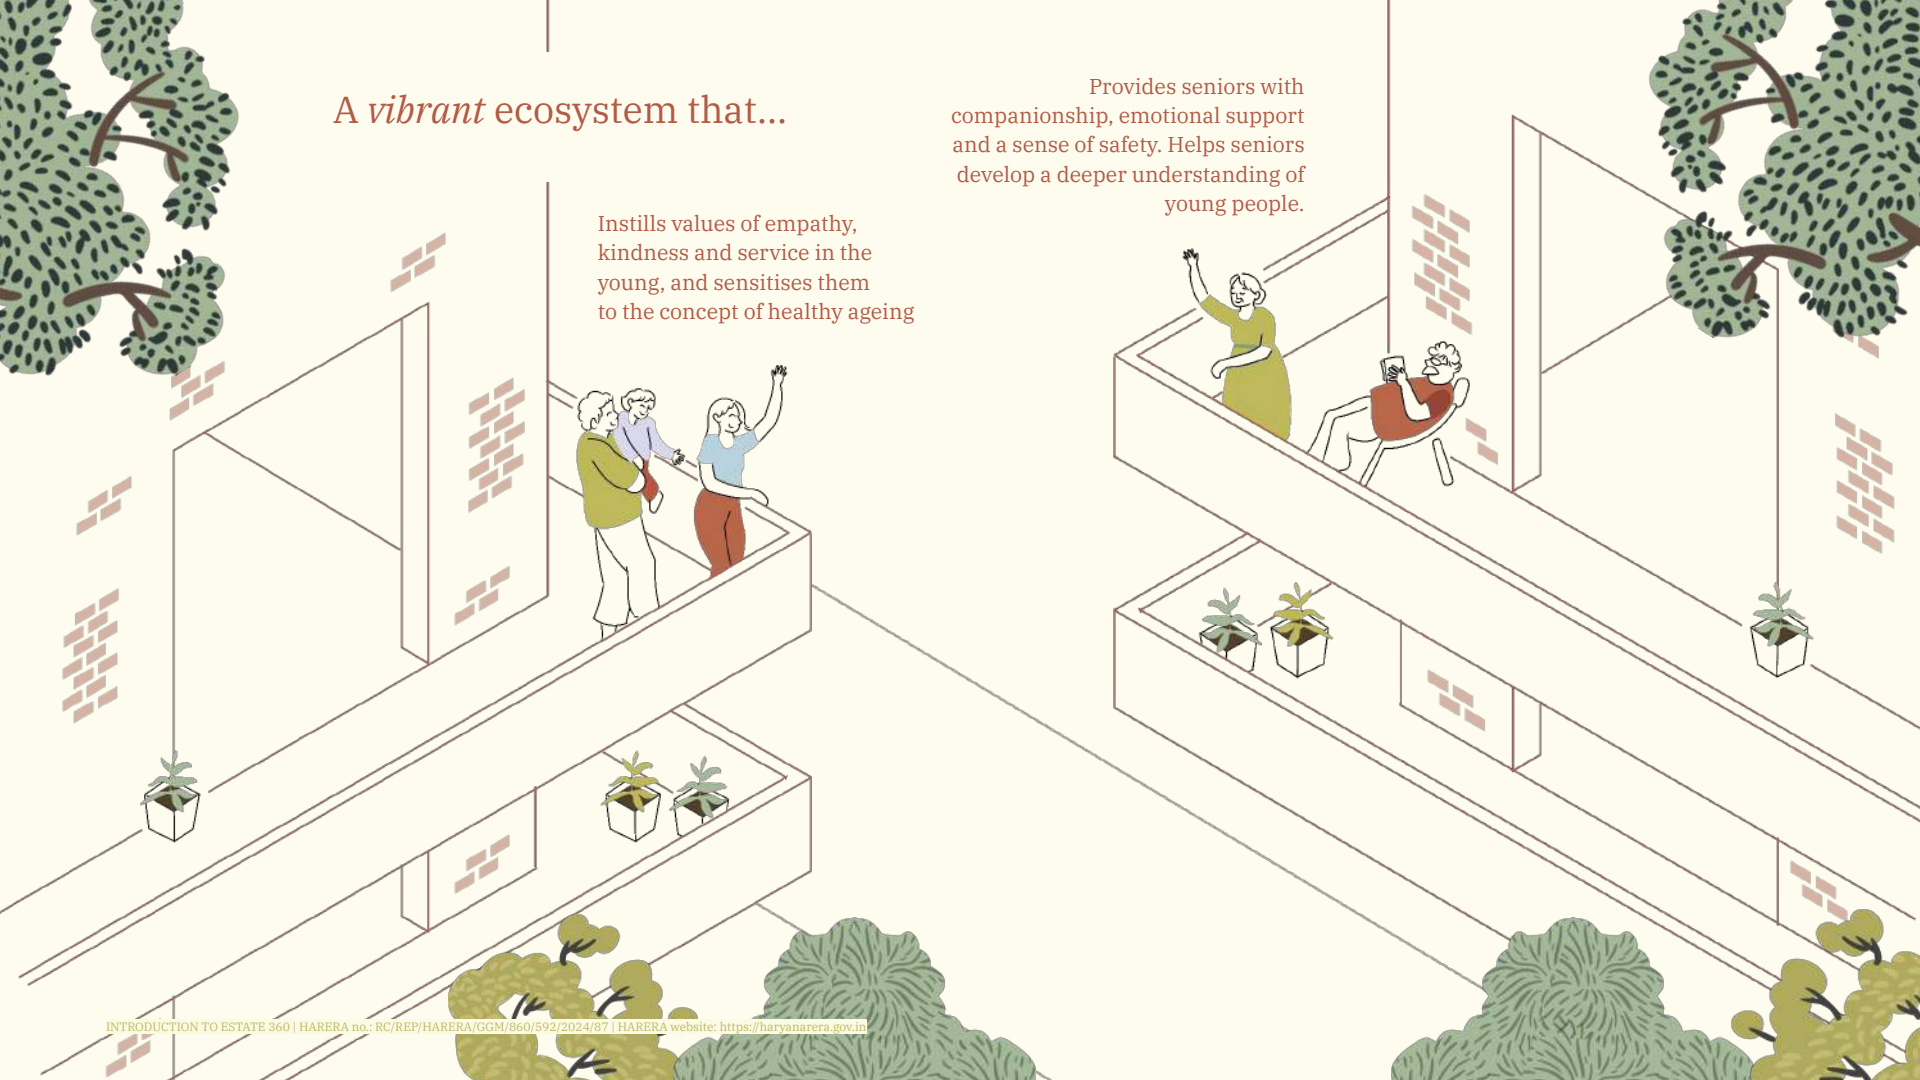 A vibrant ecosystem that...
Instills values of empathy,
kindness and service in the
young, and sensitises them
to the concept of healthy ageing
Provides seniors with
companionship, emotional support
and a sense of safety. Helps seniors
develop a deeper understanding of
young people.
INTRODUCTION TO ESTATE 360 | HARERA no.: RC/REP/HARERA/GGM/860/592/2024/87 | HARERA website: https://haryanarera.gov.in